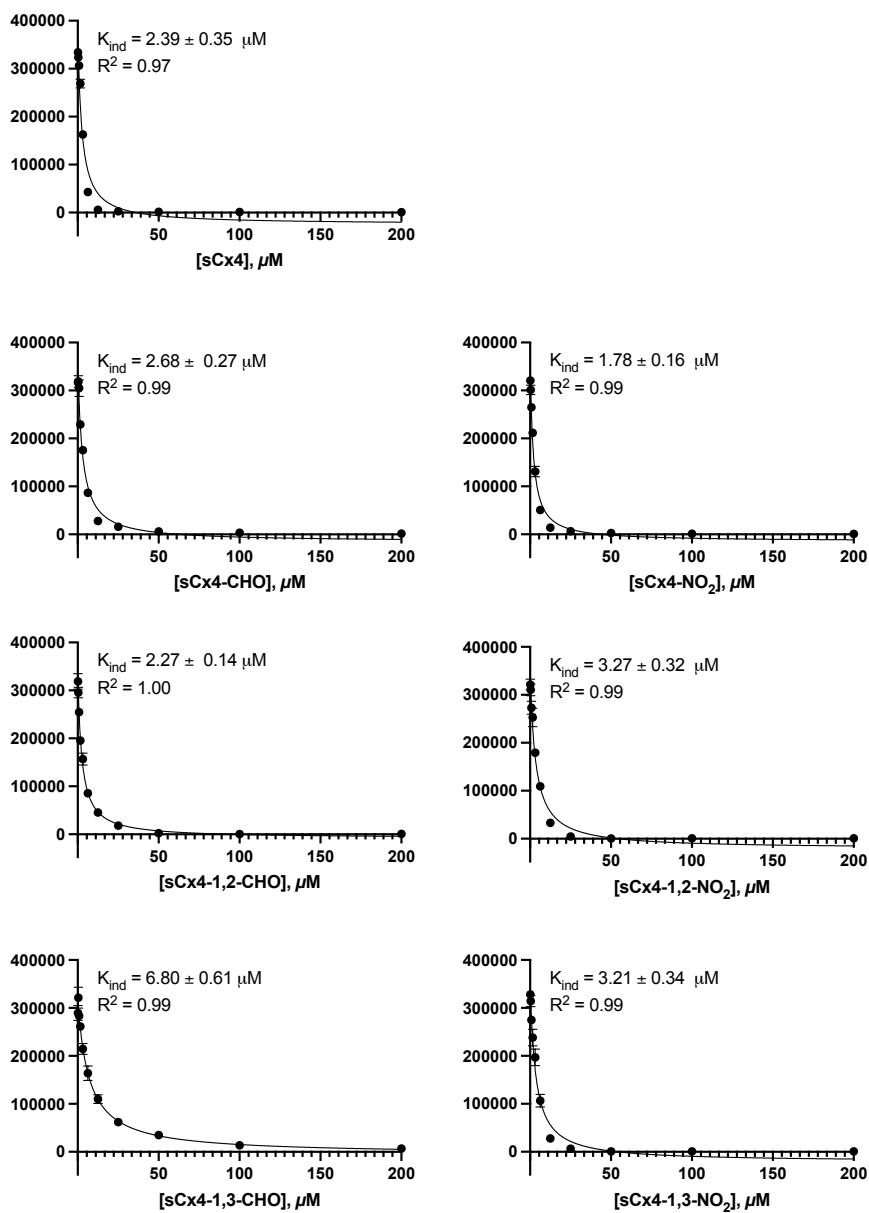 400000
K_ind = 2.39 ± 0.35 μM
300000
R² = 0.97
200000
100000
0
50 100 150 200
[sCx4], μM
400000
K_ind = 2.68 ± 0.27 μM
300000
R² = 0.99
200000
100000
0
50 100 150 200
[sCx4-CHO], μM
400000
K_ind = 1.78 ± 0.16 μM
300000
R² = 0.99
200000
100000
0
50 100 150 200
[sCx4-NO₂], μM
400000
K_ind = 2.27 ± 0.14 μM
300000
R² = 1.00
200000
100000
0
50 100 150 200
[sCx4-1,2-CHO], μM
400000
K_ind = 3.27 ± 0.32 μM
300000
R² = 0.99
200000
100000
0
50 100 150 200
[sCx4-1,2-NO₂], μM
400000
K_ind = 6.80 ± 0.61 μM
300000
R² = 0.99
200000
100000
0
50 100 150 200
[sCx4-1,3-CHO], μM
400000
K_ind = 3.21 ± 0.34 μM
300000
R² = 0.99
200000
100000
0
50 100 150 200
[sCx4-1,3-NO₂], μM